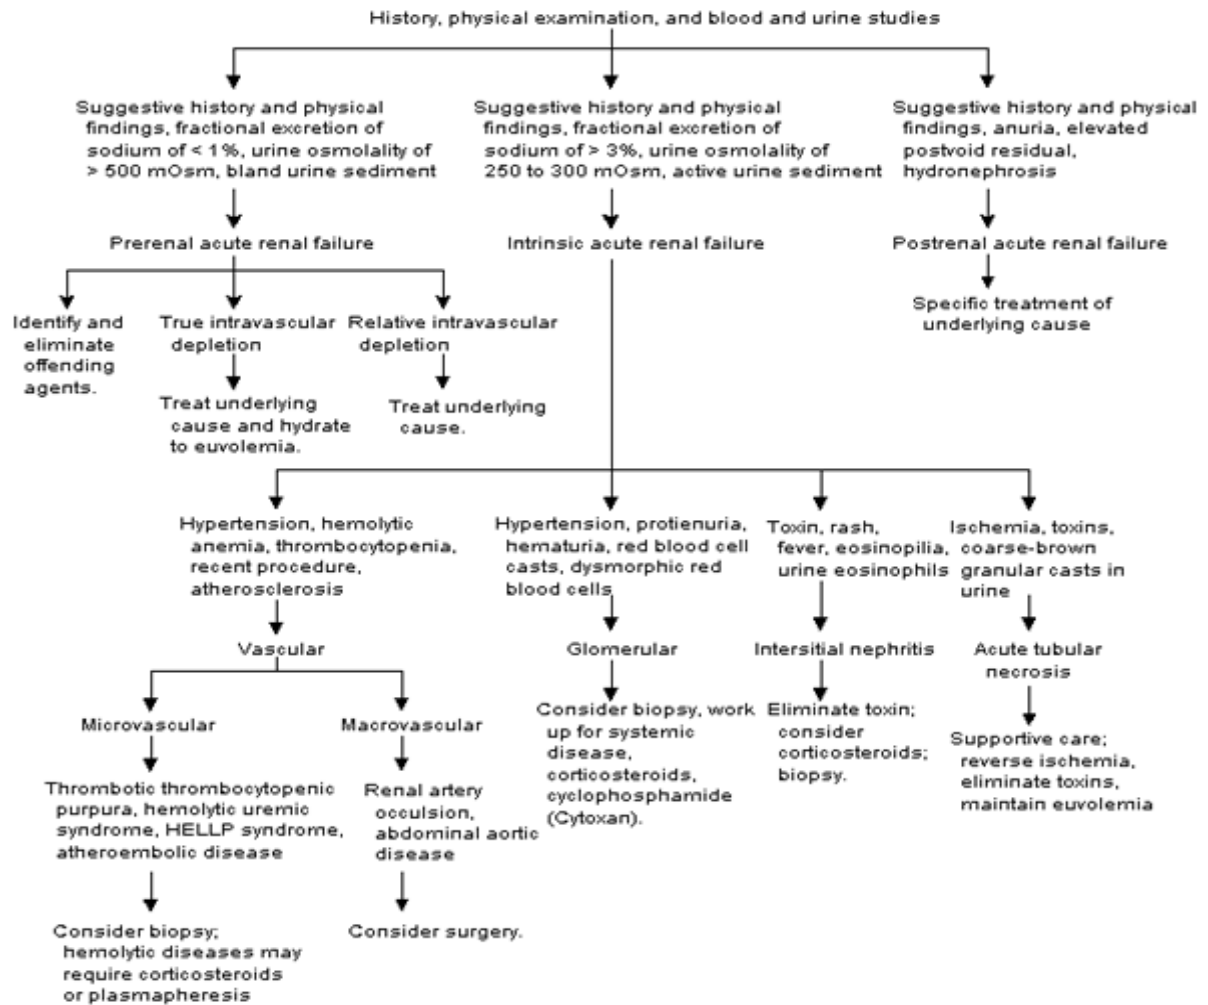 History, physical examination, and blood and urine studies
Suggestive history and physical
findings, fractional excretion of
sodium of < 1%, urine osmolality of
> 500 mOsm, bland urine sediment
Suggestive history and physical
findings, fractional excretion of
sodium of > 3%, urine osmolality of
250 to 300 mOsm, active urine sediment
Suggestive history and physical
findings, anuria, elevated
postvoid residual,
hydronephrosis
Prerenal acute renal failure
Intrinsic acute renal failure
Postrenal acute renal failure
Identify and
eliminate
offending
agents.
True intravascular
depletion
Relative intravascular
depletion
Specific treatment of
underlying cause
Treat underlying
cause and hydrate
to euvolemia.
Treat underlying
cause.
Hypertension, hemolytic
anemia, thrombocytopenia,
recent procedure,
atherosclerosis
Hypertension, protienuria,
hematuria, red blood cell
casts, dysmorphic red
blood cells
Toxin, rash,
fever, eosinopilia,
urine eosinophils
Ischemia, toxins,
coarse-brown
granular casts in
urine
Vascular
Glomerular
Intersitial nephritis
Acute tubular
necrosis
Microvascular
Macrovascular
Consider biopsy, work
up for systemic
disease,
corticosteroids,
cyclophosphamide
(Cytoxan).
Eliminate toxin;
consider
corticosteroids;
biopsy.
Supportive care;
reverse ischemia,
eliminate toxins,
maintain euvolemia
Thrombotic thrombocytopenic
purpura, hemolytic uremic
syndrome, HELLP syndrome,
atheroembolic disease
Renal artery
occulsion,
abdominal aortic
disease
Consider biopsy;
hemolytic diseases may
require corticosteroids
or plasmapheresis
Consider surgery.